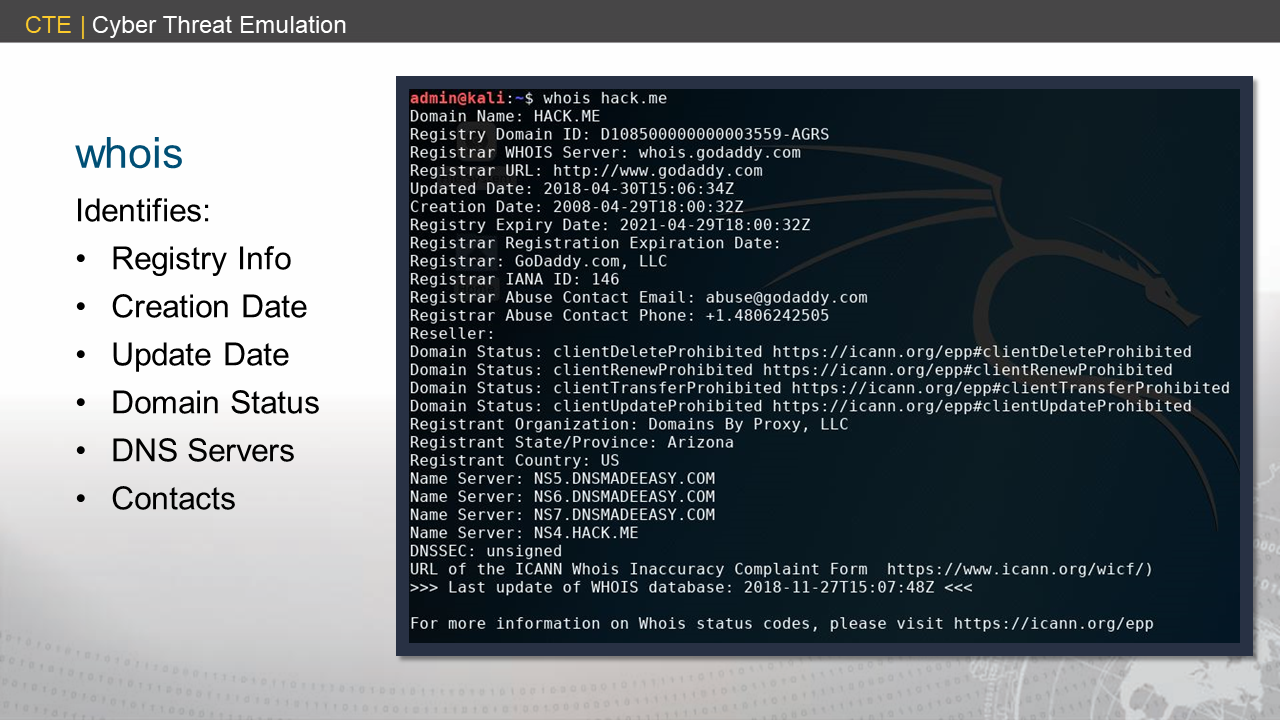 CTE | Cyber Threat Emulation
whois
Identifies:
• Registry Info
• Creation Date
• Update Date
• Domain Status
• DNS Servers
• Contacts
admin@kali:~$ whois hack.me
Domain Name: HACK.ME
Registry Domain ID: D108500000000003559-AGRS
Registrar WHOIS Server: whois.godaddy.com
Registrar URL: http://www.godaddy.com
Updated Date: 2018-04-30T15:06:34Z
Creation Date: 2008-04-29T18:00:32Z
Registry Expiry Date: 2021-04-29T18:00:32Z
Registrar Registration Expiration Date:
Registrar: GoDaddy.com, LLC
Registrar IANA ID: 146
Registrar Abuse Contact Email: abuse@godaddy.com
Registrar Abuse Contact Phone: +1.4806242505
Reseller:
Domain Status: clientDeleteProhibited https://icann.org/epp#clientDeleteProhibited
Domain Status: clientRenewProhibited https://icann.org/epp#clientRenewProhibited
Domain Status: clientTransferProhibited https://icann.org/epp#clientTransferProhibited
Domain Status: clientUpdateProhibited https://icann.org/epp#clientUpdateProhibited
Registrant Organization: Domains By Proxy, LLC
Registrant State/Province: Arizona
Registrant Country: US
Name Server: NS5.DNSMADEEASY.COM
Name Server: NS6.DNSMADEEASY.COM
Name Server: NS7.DNSMADEEASY.COM
Name Server: NS4.HACK.ME
DNSSEC: unsigned
URL of the ICANN Whois Inaccuracy Complaint Form  https://www.icann.org/wicf/)
>>> Last update of WHOIS database: 2018-11-27T15:07:48Z <<<
For more information on Whois status codes, please visit https://icann.org/epp